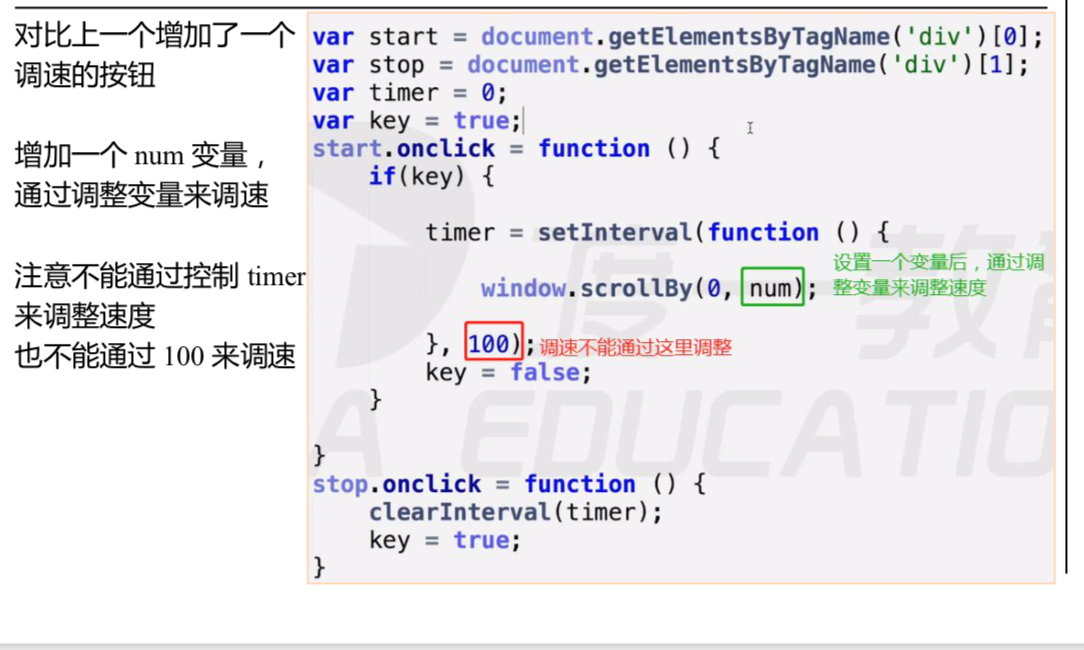 对比上一个增加了一个
调速的按钮
增加一个 num 变量，
通过调整变量来调速
注意不能通过控制 timer
来调整速度
也不能通过 100 来调速
var start = document.getElementsByTagName('div')[0];
var stop = document.getElementsByTagName('div')[1];
var timer = 0;
var key = true;
start.onclick = function () {
if(key) {
timer = setInterval(function () {
window.scrollBy(0, num);
设置一个变量后，通过调
整变量来调整速度
}, 100);
调速不能通过这里调整
key = false;
}
}
stop.onclick = function () {
clearInterval(timer);
key = true;
}
度 教育
A EDUCATIO